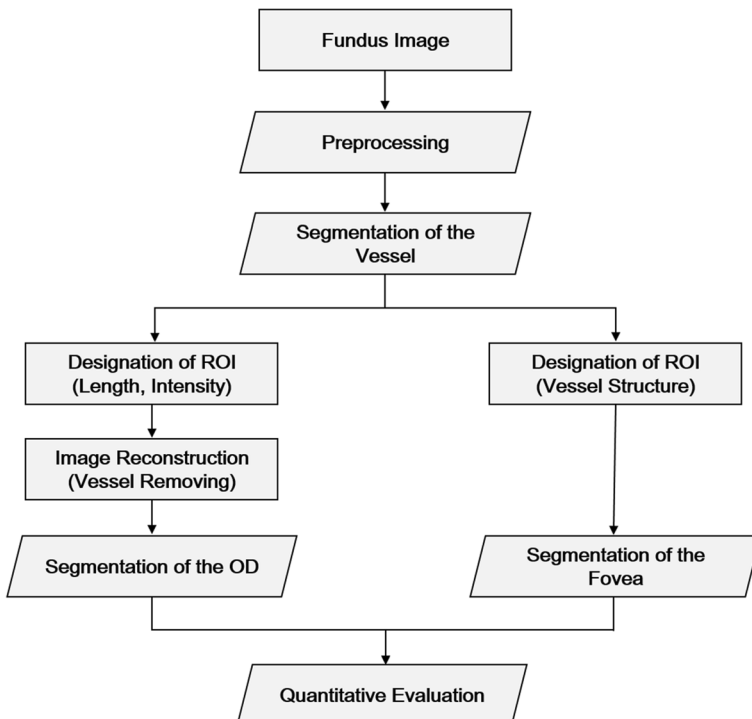 Fundus Image
Preprocessing
Segmentation of the
Vessel
Designation of ROI
(Length, Intensity)
Designation of ROI
(Vessel Structure)
Image Reconstruction
(Vessel Removing)
Segmentation of the OD
Segmentation of the
Fovea
Quantitative Evaluation